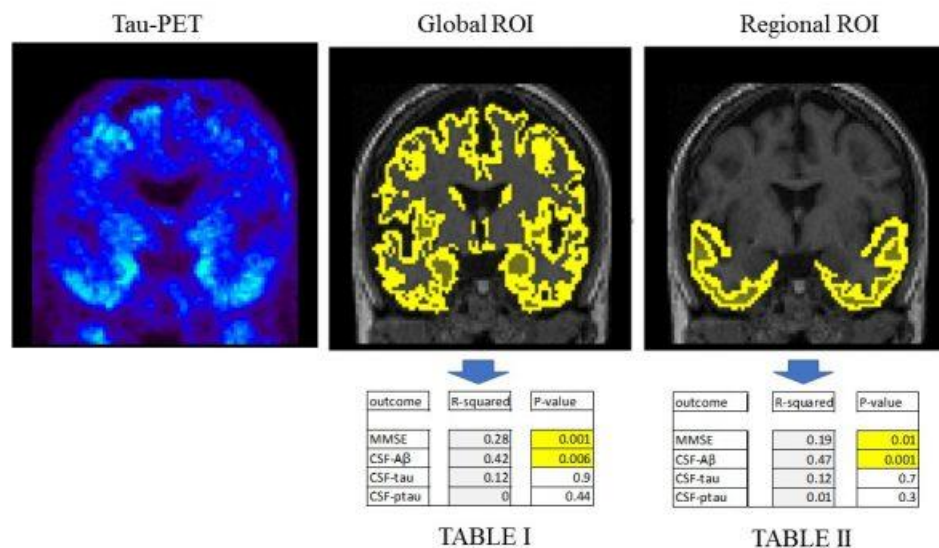 Tau-PET Global ROI Regional ROI
outcome R-squared P-value
MMSE 0.28 0.001
CSF-Aβ 0.42 0.006
CSF-tau 0.12 0.9
CSF-ptau 0 0.44
TABLE I
outcome R-squared P-value
MMSE 0.19 0.01
CSF-Aβ 0.47 0.001
CSF-tau 0.12 0.7
CSF-ptau 0.01 0.3
TABLE II